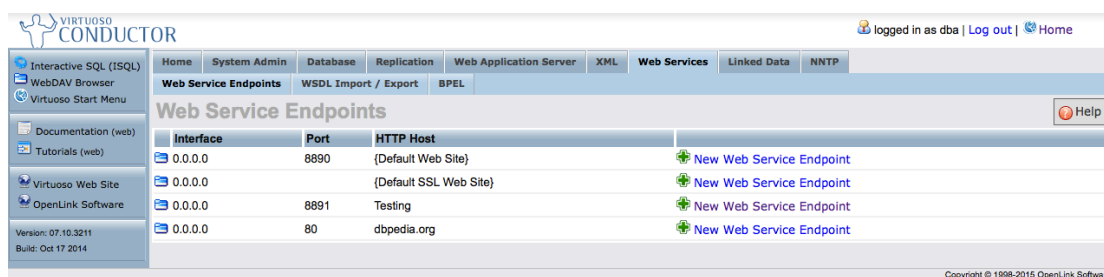 VIRTUOSO
CONDUCTOR
logged in as dba | Log out | Home
Interactive SQL (ISQL)
WebDAV Browser
Virtuoso Start Menu
Documentation (web)
Tutorials (web)
Virtuoso Web Site
OpenLink Software
Version: 07.10.3211
Build: Oct 17 2014
Home System Admin Database Replication Web Application Server XML Web Services Linked Data NNTP
Web Service Endpoints WSDL Import / Export BPEL
Web Service Endpoints
Help
Interface Port HTTP Host
0.0.0.0 8890 {Default Web Site} New Web Service Endpoint
0.0.0.0 {Default SSL Web Site} New Web Service Endpoint
0.0.0.0 8891 Testing New Web Service Endpoint
0.0.0.0 80 dbpedia.org New Web Service Endpoint
Copyright © 1998-2015 OpenLink Softwa